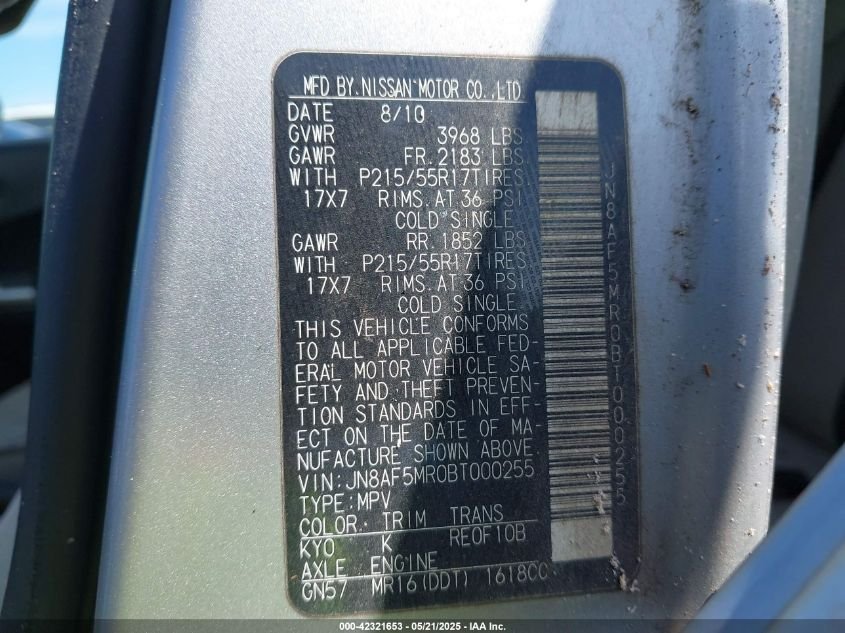 MFD BY.NISSAN MOTOR CO.,LTD
DATE 8/10
GVWR 3968 LBS
GAWR FR.2183 LBS
WITH P215/55R17TIRES
17X7 RIMS.AT 36 PSI
COLD SINGLE
GAWR RR.1852 LBS
WITH P215/55R17TIRES
17X7 RIMS.AT 36 PSI
COLD SINGLE
THIS VEHICLE CONFORMS
TO ALL APPLICABLE FED-
ERAL MOTOR VEHICLE SA-
FETY AND THEFT PREVEN-
TION STANDARDS IN EFF-
ECT ON THE DATE OF MA-
NUFACTURE SHOWN ABOVE
VIN:JN8AF5MR0BT000255
TYPE:MPV
COLOR TRIM TRANS
KY0 K RE0F10B
AXLE ENGINE
GN57 MR16(DDT) 1618CC
JN8AF5MR0BT000255
000-42321653 - 05/21/2025 - IAA Inc.